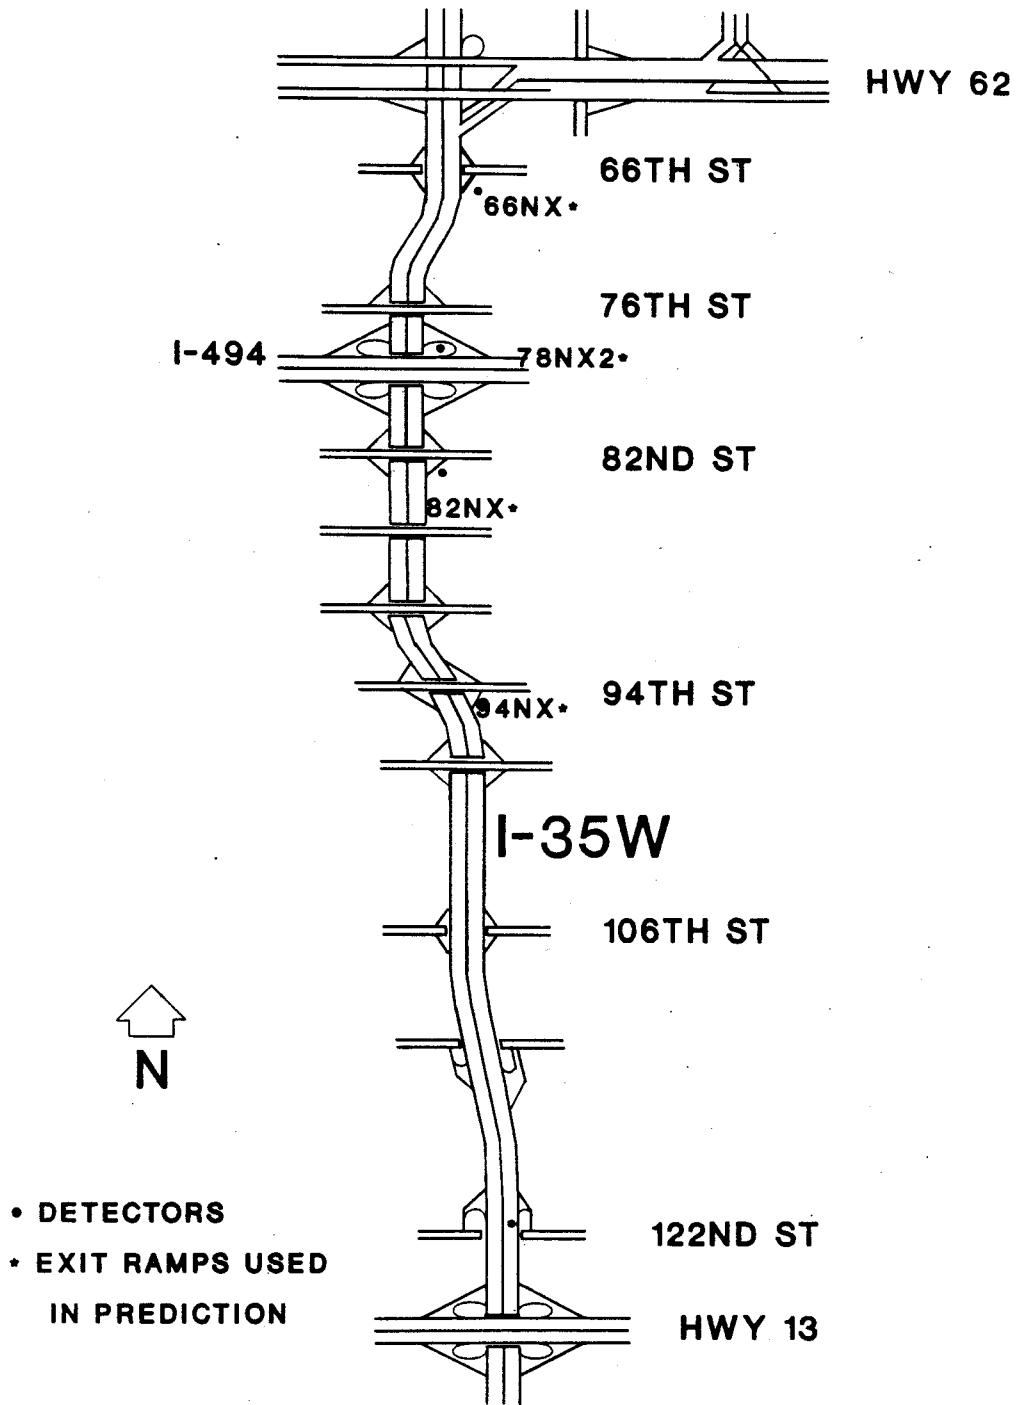 HWY 62
66TH ST
66NX*
76TH ST
I-494
78NX2*
82ND ST
82NX*
94TH ST
94NX*
I-35W
106TH ST
N
• DETECTORS
* EXIT RAMPS USED
IN PREDICTION
122ND ST
HWY 13